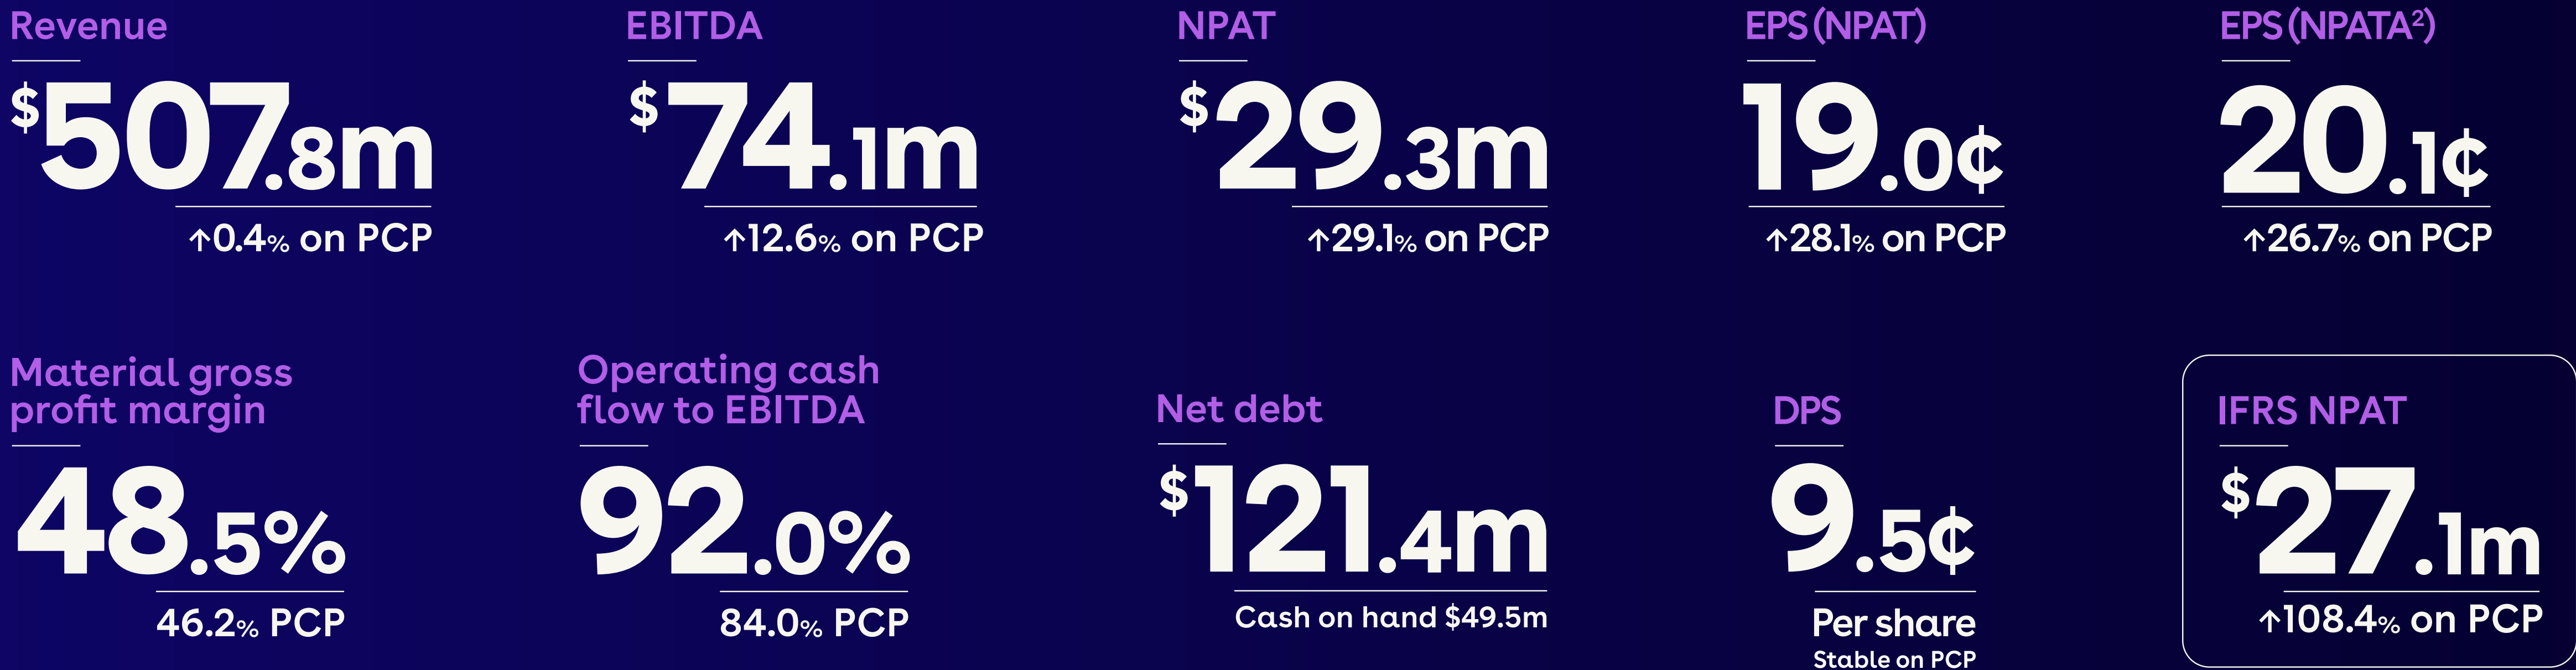 Revenue
$507.8m
↑0.4% on PCP
EBITDA
$74.1m
↑12.6% on PCP
NPAT
$29.3m
↑29.1% on PCP
EPS (NPAT)
19.0¢
↑28.1% on PCP
EPS (NPATA²)
20.1¢
↑26.7% on PCP
Material gross
profit margin
48.5%
46.2% PCP
Operating cash
flow to EBITDA
92.0%
84.0% PCP
Net debt
$121.4m
Cash on hand $49.5m
DPS
9.5¢
Per share
Stable on PCP
IFRS NPAT
$27.1m
↑108.4% on PCP